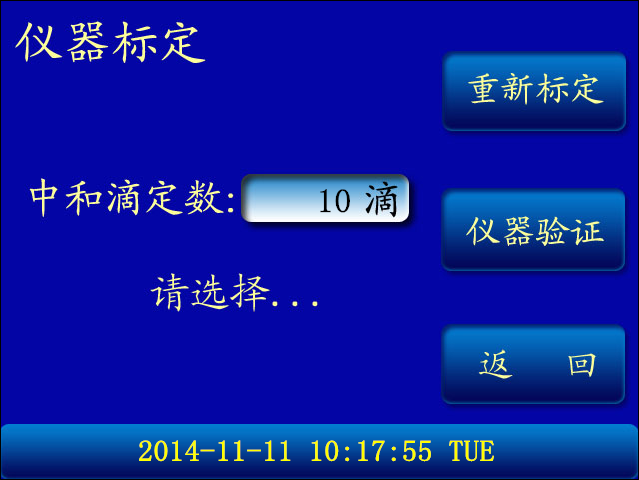 仪器标定
重新标定
中和滴定数: 10 滴
仪器验证
请选择...
返 回
2014-11-11 10:17:55 TUE